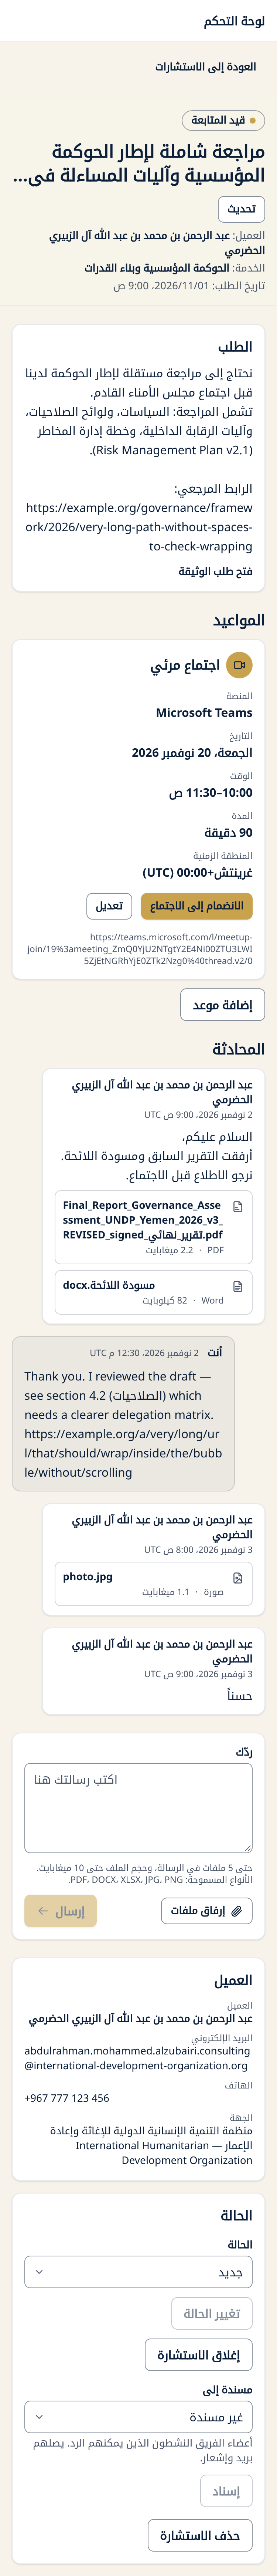 لوحة التحكم
العودة إلى الاستشارات
قيد المتابعة
مراجعة شاملة لإطار الحوكمة
المؤسسية وآليات المساءلة في...
تحديث
العميل: عبد الرحمن بن محمد بن عبد الله آل الزبيري
الحضرمي
الخدمة: الحوكمة المؤسسية وبناء القدرات
تاريخ الطلب: 2026/11/01، 9:00 ص
الطلب
نحتاج إلى مراجعة مستقلة لإطار الحوكمة لدينا
قبل اجتماع مجلس الأمناء القادم.
تشمل المراجعة: السياسات، ولوائح الصلاحيات،
وآليات الرقابة الداخلية، وخطة إدارة المخاطر
(Risk Management Plan v2.1).
الرابط المرجعي:
https://example.org/governance/framew
ork/2026/very-long-path-without-spaces-
to-check-wrapping
فتح طلب الوثيقة
المواعيد
اجتماع مرئي
المنصة
Microsoft Teams
التاريخ
الجمعة، 20 نوفمبر 2026
الوقت
10:00–11:30 ص
المدة
90 دقيقة
المنطقة الزمنية
غرينتش+00:00 (UTC)
الانضمام إلى الاجتماع
تعديل
https://teams.microsoft.com/l/meetup-
join/19%3ameeting_ZmQ0YjU2NTgtY2E4Ni00ZTU3LWI
5ZjEtNGRhYjE0ZTk2Nzg0%40thread.v2/0
إضافة موعد
المحادثة
عبد الرحمن بن محمد بن عبد الله آل الزبيري
الحضرمي
2 نوفمبر 2026، 9:00 ص UTC
السلام عليكم،
أرفقت التقرير السابق ومسودة اللائحة.
نرجو الاطلاع قبل الاجتماع.
Final_Report_Governance_Asse
ssment_UNDP_Yemen_2026_v3_
REVISED_signed_تقرير_نهائي.pdf
PDF · 2.2 ميغابايت
مسودة اللائحة.docx
Word · 82 كيلوبايت
أنت 2 نوفمبر 2026، 12:30 م UTC
Thank you. I reviewed the draft —
see section 4.2 (الصلاحيات) which
needs a clearer delegation matrix.
https://example.org/a/very/long/ur
l/that/should/wrap/inside/the/bubb
le/without/scrolling
عبد الرحمن بن محمد بن عبد الله آل الزبيري
الحضرمي
3 نوفمبر 2026، 8:00 ص UTC
photo.jpg
صورة · 1.1 ميغابايت
عبد الرحمن بن محمد بن عبد الله آل الزبيري
الحضرمي
3 نوفمبر 2026، 9:00 ص UTC
حسناً
ردّك
اكتب رسالتك هنا
حتى 5 ملفات في الرسالة، وحجم الملف حتى 10 ميغابايت.
الأنواع المسموحة: PDF، DOCX، XLSX، JPG، PNG.
إرفاق ملفات
إرسال
العميل
العميل
عبد الرحمن بن محمد بن عبد الله آل الزبيري الحضرمي
البريد الإلكتروني
abdulrahman.mohammed.alzubairi.consulting
@international-development-organization.org
الهاتف
+967 777 123 456
الجهة
منظمة التنمية الإنسانية الدولية للإغاثة وإعادة
الإعمار — International Humanitarian
Development Organization
الحالة
الحالة
جديد
تغيير الحالة
إغلاق الاستشارة
مسندة إلى
غير مسندة
أعضاء الفريق النشطون الذين يمكنهم الرد. يصلهم
بريد وإشعار.
إسناد
حذف الاستشارة